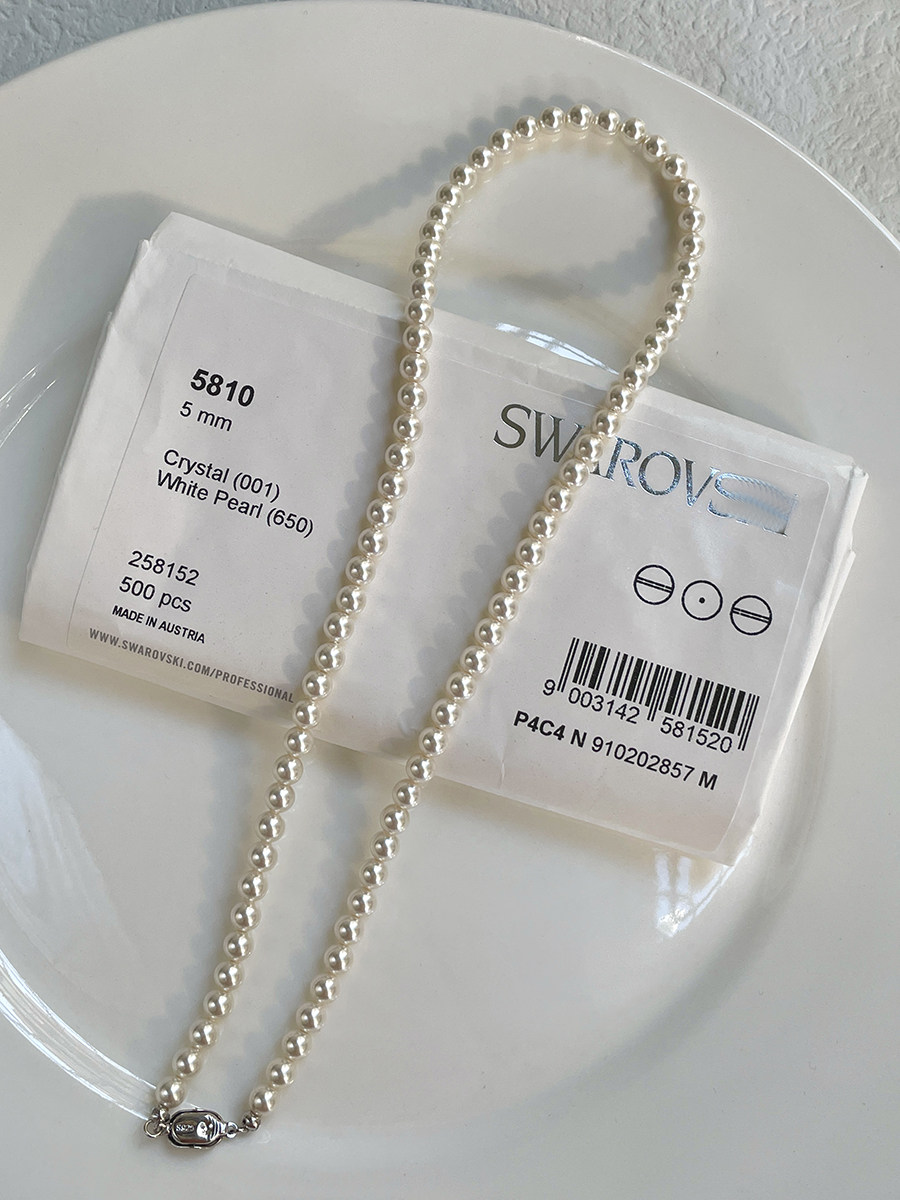 5810
5 mm
Crystal (001)
White Pearl (650)
258152
500 pcs
MADE IN AUSTRIA
WWW.SWAROVSKI.COM/PROFESSIONAL
SWAROVSKI
9 003142 581520
P4C4 N 910202857 M